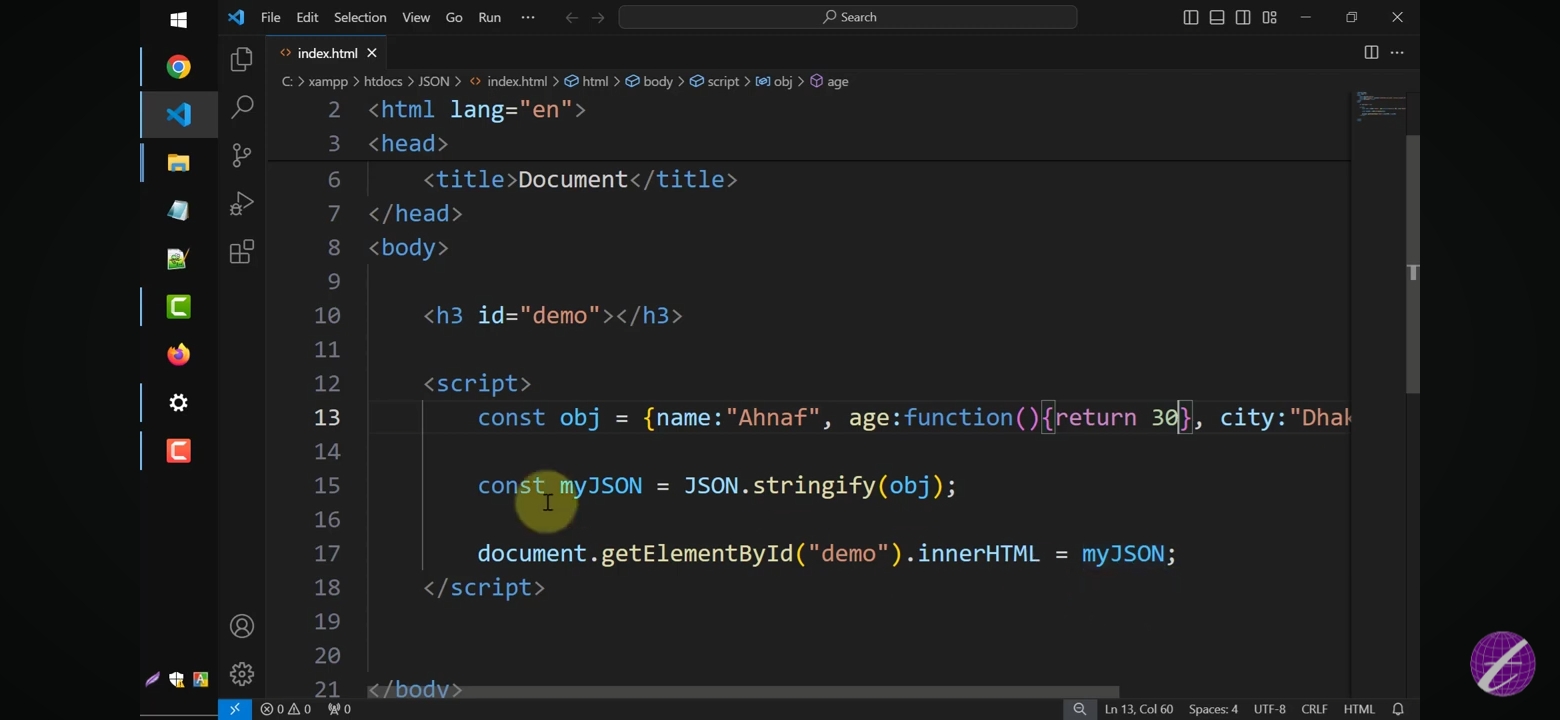 File Edit Selection View Go Run ··· Search
index.html
C: > xampp > htdocs > JSON > index.html > html > body > script > obj > age
2 <html lang="en">
3 <head>
6 <title>Document</title>
7 </head>
8 <body>
9
10 <h3 id="demo"></h3>
11
12 <script>
13 const obj = {name:"Ahnaf", age:function(){return 30}, city:"Dhak
14
15 const myJSON = JSON.stringify(obj);
16
17 document.getElementById("demo").innerHTML = myJSON;
18 </script>
19
20
21 </body>
0 0 0 Ln 13, Col 60 Spaces: 4 UTF-8 CRLF HTML